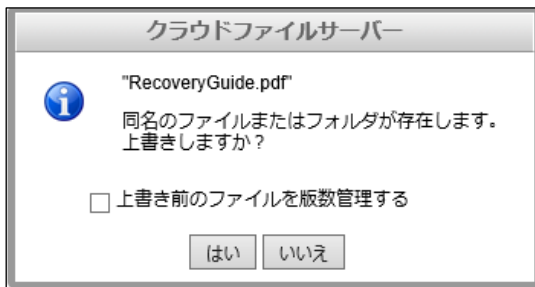 クラウドファイルサーバー
"RecoveryGuide.pdf"
同名のファイルまたはフォルダが存在します。
上書きしますか？
上書き前のファイルを版数管理する
はい いいえ